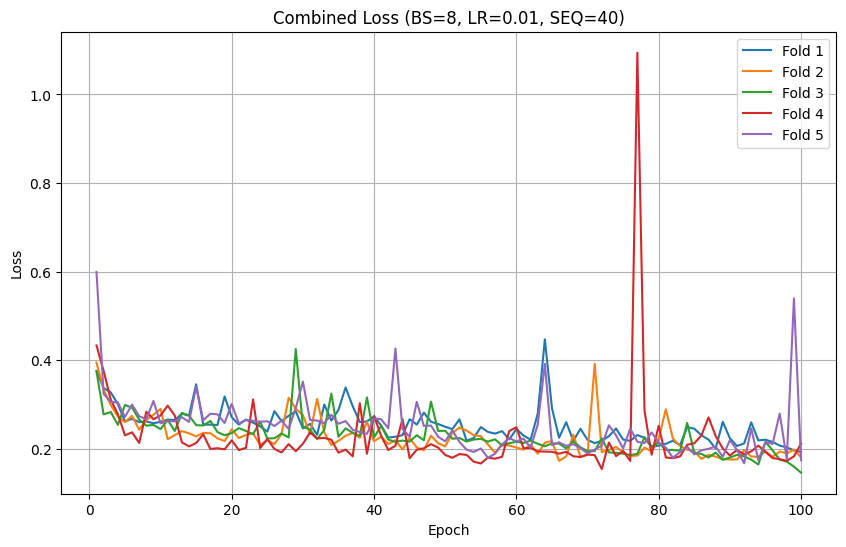 Combined Loss (BS=8, LR=0.01, SEQ=40)
Fold 1
Fold 2
Fold 3
Fold 4
Fold 5
Loss
1.0
0.8
0.6
0.4
0.2
0 20 40 60 80 100
Epoch